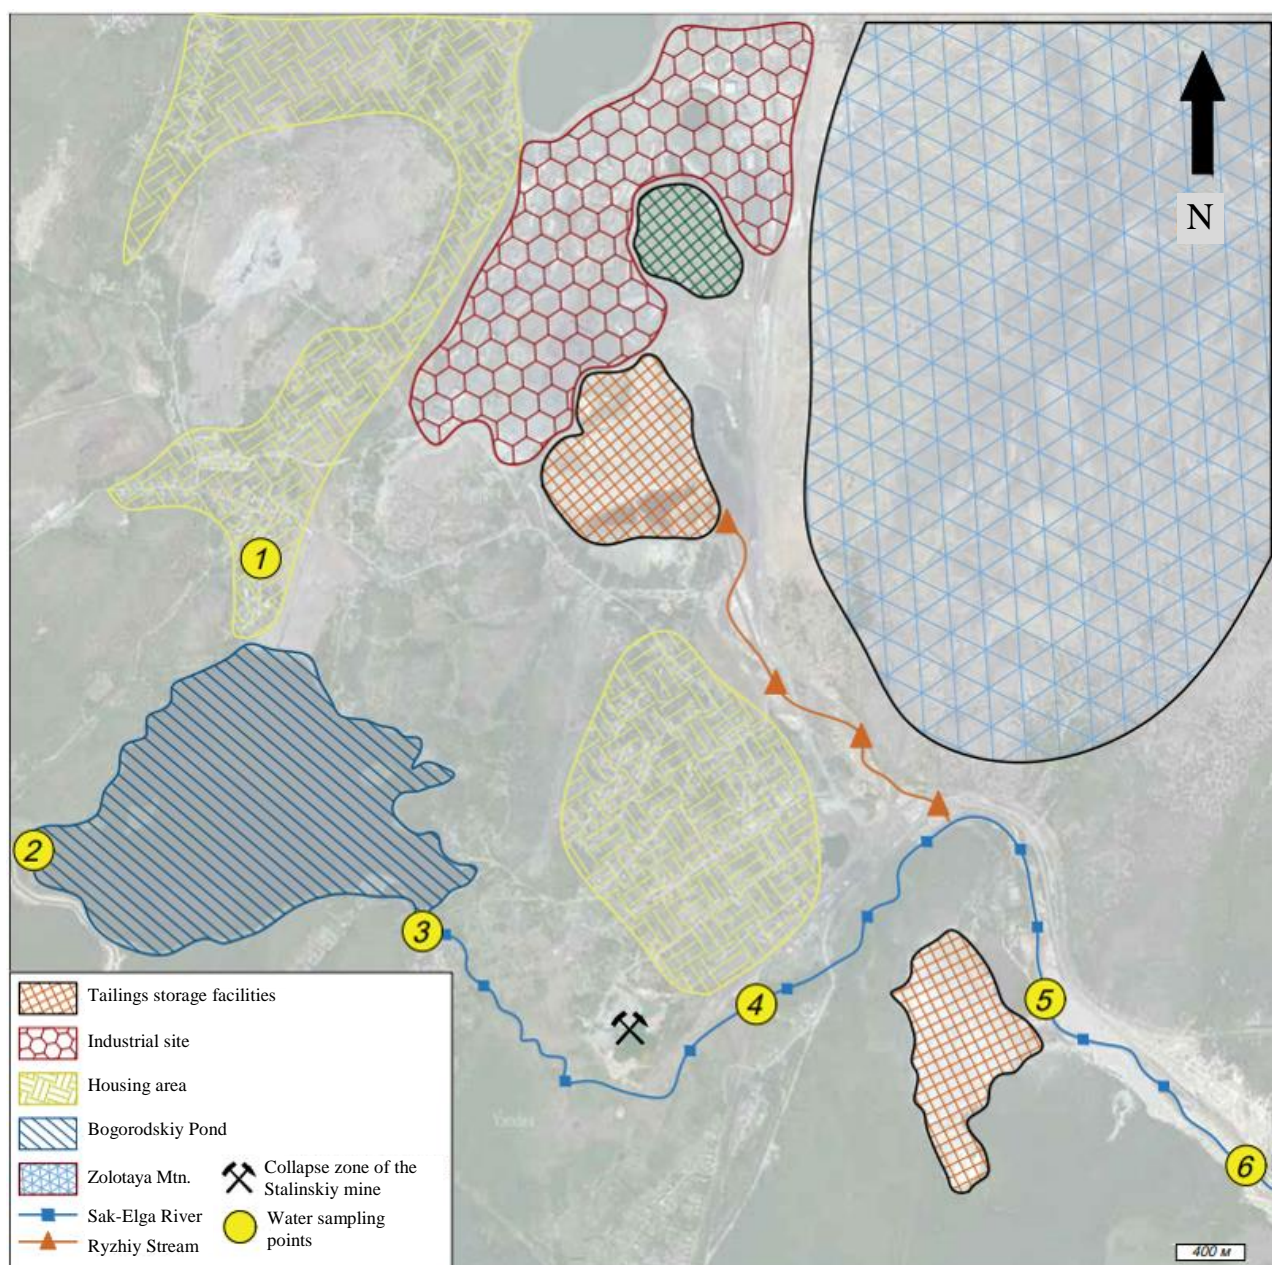 N
1
2
3
4
5
6
Tailings storage facilities
Industrial site
Housing area
Bogorodskiy Pond
Zolotaya Mtn.
Sak-Elga River
Ryzhiy Stream
Collapse zone of the
Stalinskiy mine
Water sampling
points
Yandex
400 м